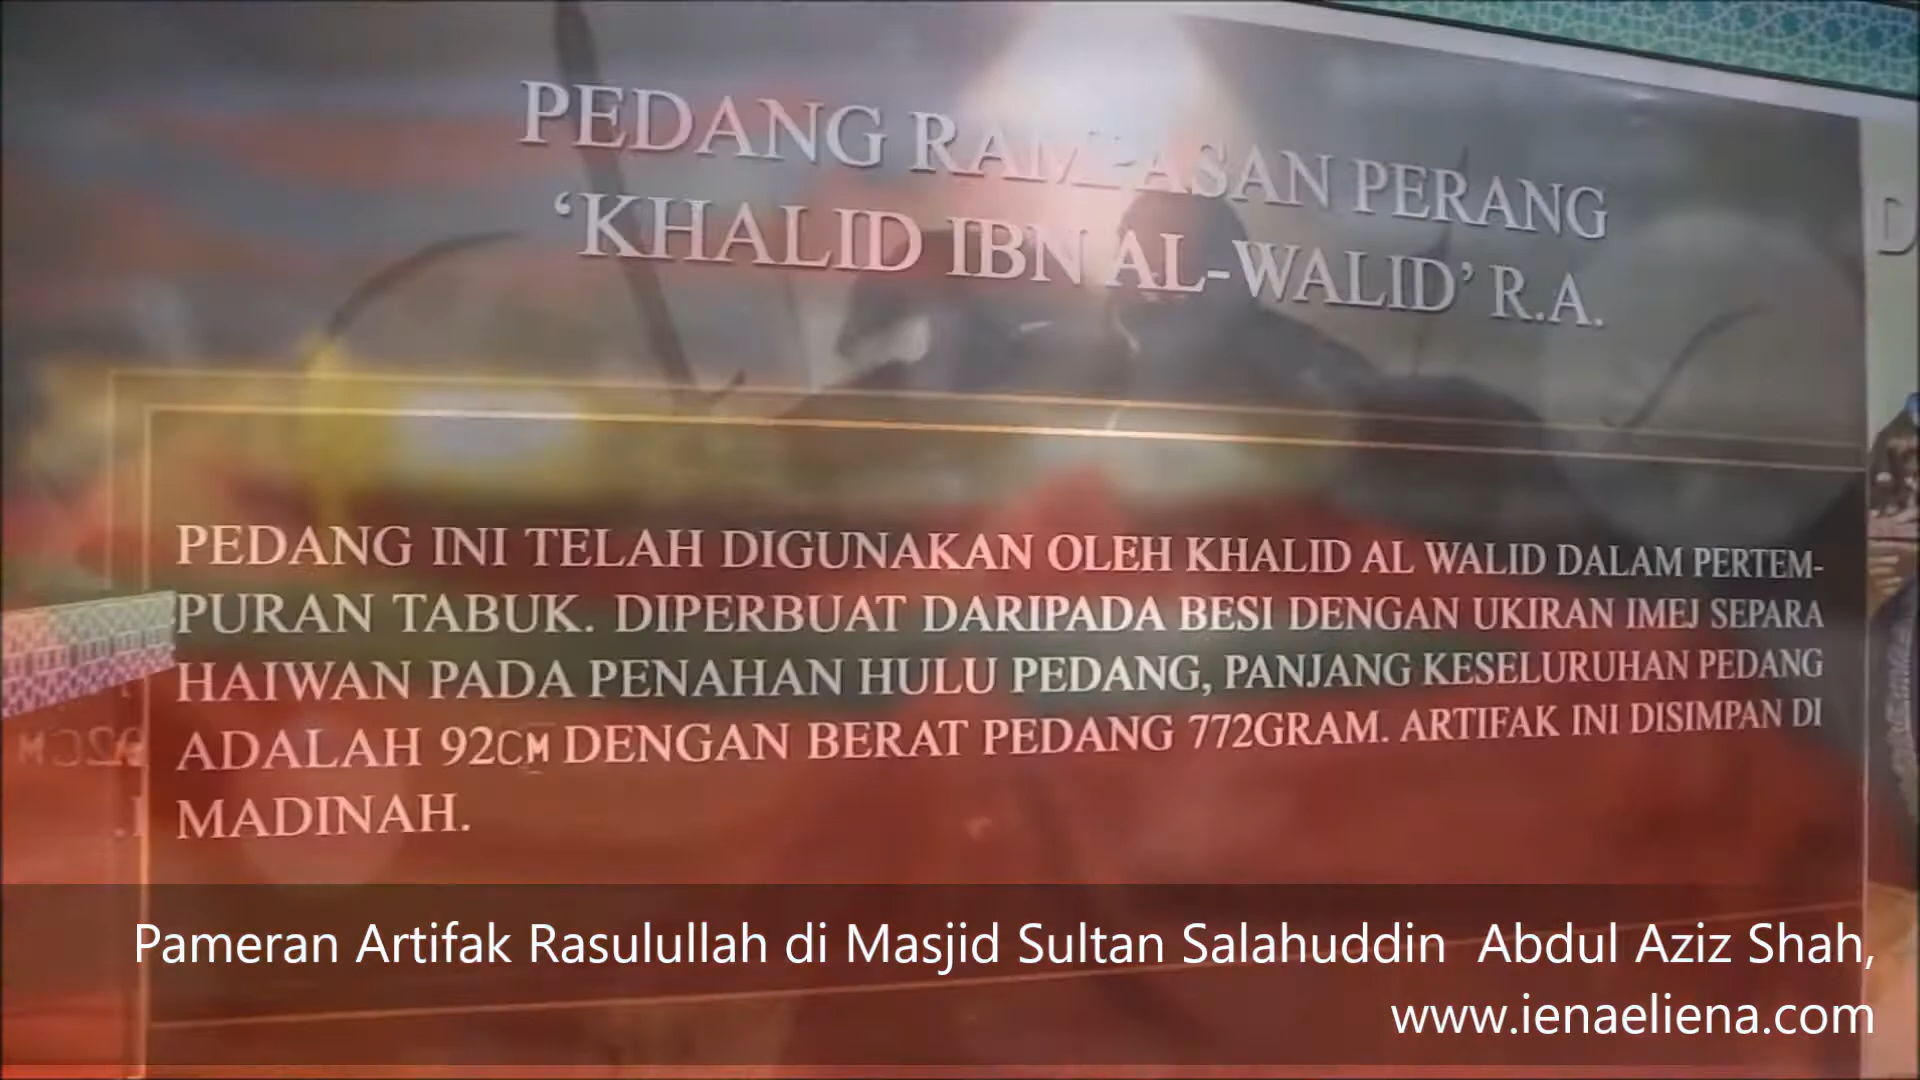 PEDANG RAMPASAN PERANG
‘KHALID IBN AL-WALID’ R.A.
PEDANG INI TELAH DIGUNAKAN OLEH KHALID AL WALID DALAM PERTEM-
PURAN TABUK. DIPERBUAT DARIPADA BESI DENGAN UKIRAN IMEJ SEPARA
HAIWAN PADA PENAHAN HULU PEDANG, PANJANG KESELURUHAN PEDANG
ADALAH 92CM DENGAN BERAT PEDANG 772GRAM. ARTIFAK INI DISIMPAN DI
MADINAH.
Pameran Artifak Rasulullah di Masjid Sultan Salahuddin  Abdul Aziz Shah,
www.ienaeliena.com